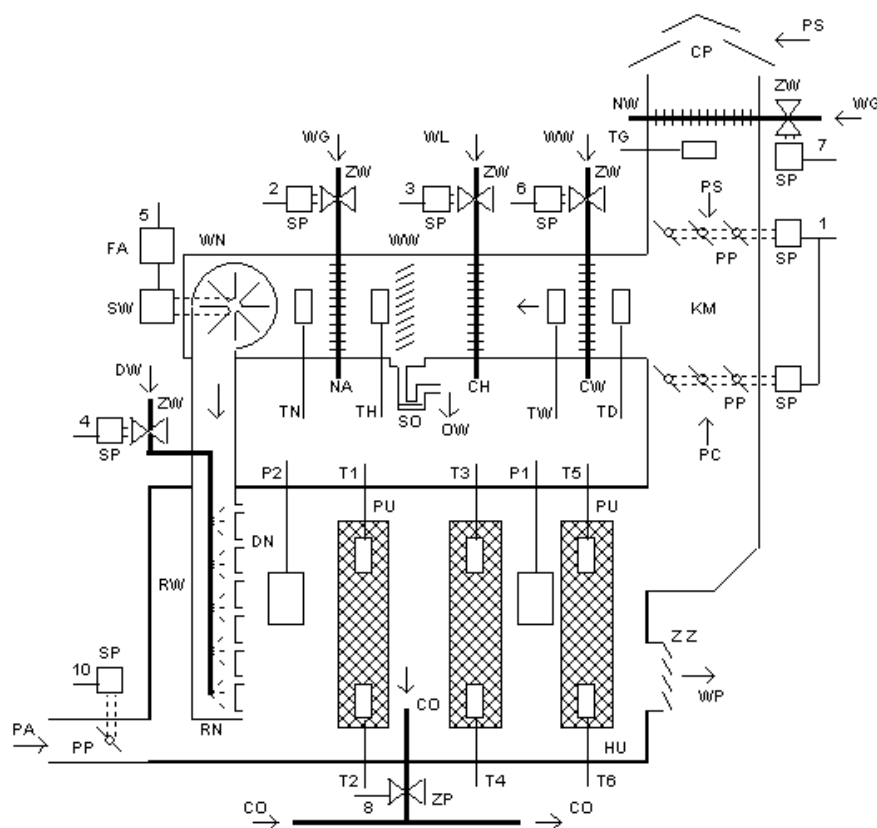 PS
CP
ZW
NW
WG
TG
7
SP
WG
WL
WW
ZW
ZW
ZW
2
3
6
SP
SP
SP
PS
1
5
WN
WW
PP
SP
FA
SW
KM
DW
NA
CH
CW
ZW
TN
TH
SO
OW
TW
TD
PP
SP
4
SP
PC
P2
T1
T3
P1
T5
PU
PU
DN
RW
ZZ
SP
10
WP
CO
PA
PP
RN
HU
T2
T4
T6
8
ZP
CO
CO